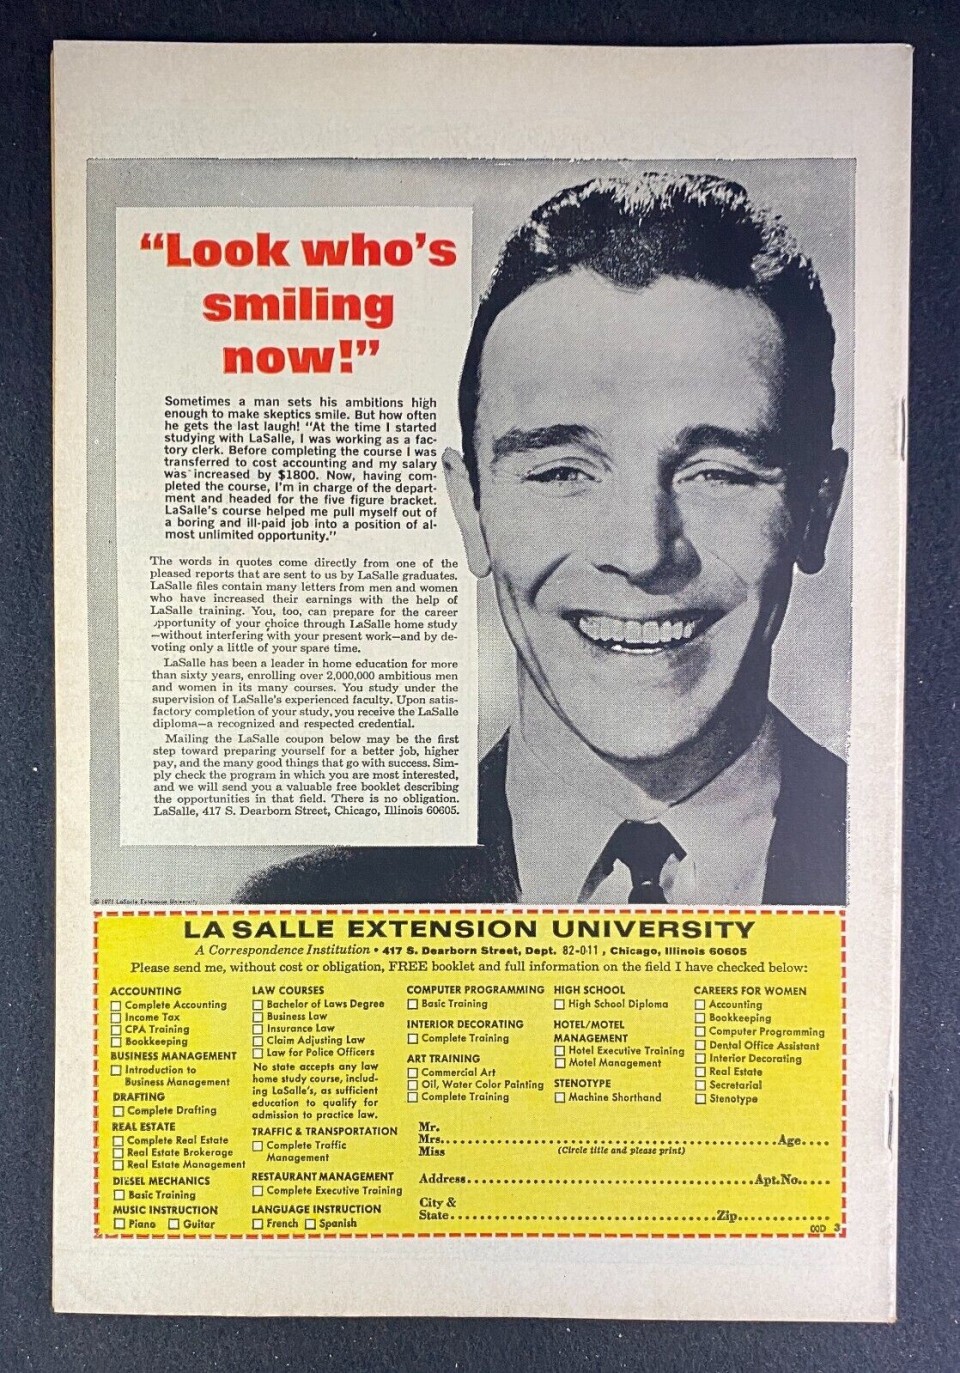 “Look who’s
smiling
now!”
Sometimes a man sets his ambitions high
enough to make skeptics smile. But how often
he gets the last laugh! “At the time I started
studying with LaSalle, I was working as a fac-
tory clerk. Before completing the course I was
transferred to cost accounting and my salary
was increased by $1800. Now, having com-
pleted the course, I’m in charge of the depart-
ment and headed for the five figure bracket.
LaSalle’s course helped me pull myself out of
a boring and ill-paid job into a position of al-
most unlimited opportunity.”
The words in quotes come directly from one of the
pleased reports that are sent to us by LaSalle graduates.
LaSalle files contain many letters from men and women
who have increased their earnings with the help of
LaSalle training. You, too, can prepare for the career
opportunity of your choice through LaSalle home study
—without interfering with your present work—and by de-
voting only a little of your spare time.
LaSalle has been a leader in home education for more
than sixty years, enrolling over 2,000,000 ambitious men
and women in its many courses. You study under the
supervision of LaSalle’s experienced faculty. Upon satis-
factory completion of your study, you receive the LaSalle
diploma—a recognized and respected credential.
Mailing the LaSalle coupon below may be the first
step toward preparing yourself for a better job, higher
pay, and the many good things that go with success. Sim-
ply check the program in which you are most interested,
and we will send you a valuable free booklet describing
the opportunities in that field. There is no obligation.
LaSalle, 417 S. Dearborn Street, Chicago, Illinois 60605.
© 1971 LaSalle Extension University
LA SALLE EXTENSION UNIVERSITY
A Correspondence Institution • 417 S. Dearborn Street, Dept. 82-011, Chicago, Illinois 60605
Please send me, without cost or obligation, FREE booklet and full information on the field I have checked below:
ACCOUNTING
Complete Accounting
Income Tax
CPA Training
Bookkeeping
BUSINESS MANAGEMENT
Introduction to
Business Management
DRAFTING
Complete Drafting
REAL ESTATE
Complete Real Estate
Real Estate Brokerage
Real Estate Management
DIESEL MECHANICS
Basic Training
MUSIC INSTRUCTION
Piano Guitar
LAW COURSES
Bachelor of Laws Degree
Business Law
Insurance Law
Claim Adjusting Law
Law for Police Officers
No state accepts any law
home study course, includ-
ing LaSalle’s, as sufficient
education to qualify for
admission to practice law.
TRAFFIC & TRANSPORTATION
Complete Traffic
Management
RESTAURANT MANAGEMENT
Complete Executive Training
LANGUAGE INSTRUCTION
French Spanish
COMPUTER PROGRAMMING
Basic Training
INTERIOR DECORATING
Complete Training
ART TRAINING
Commercial Art
Oil, Water Color Painting
Complete Training
HIGH SCHOOL
High School Diploma
HOTEL/MOTEL
MANAGEMENT
Hotel Executive Training
Motel Management
STENOTYPE
Machine Shorthand
CAREERS FOR WOMEN
Accounting
Bookkeeping
Computer Programming
Dental Office Assistant
Interior Decorating
Real Estate
Secretarial
Stenotype
Mr.
Mrs. Age
Miss (Circle title and please print)
Address Apt.No.
City &
State Zip
OOD 3